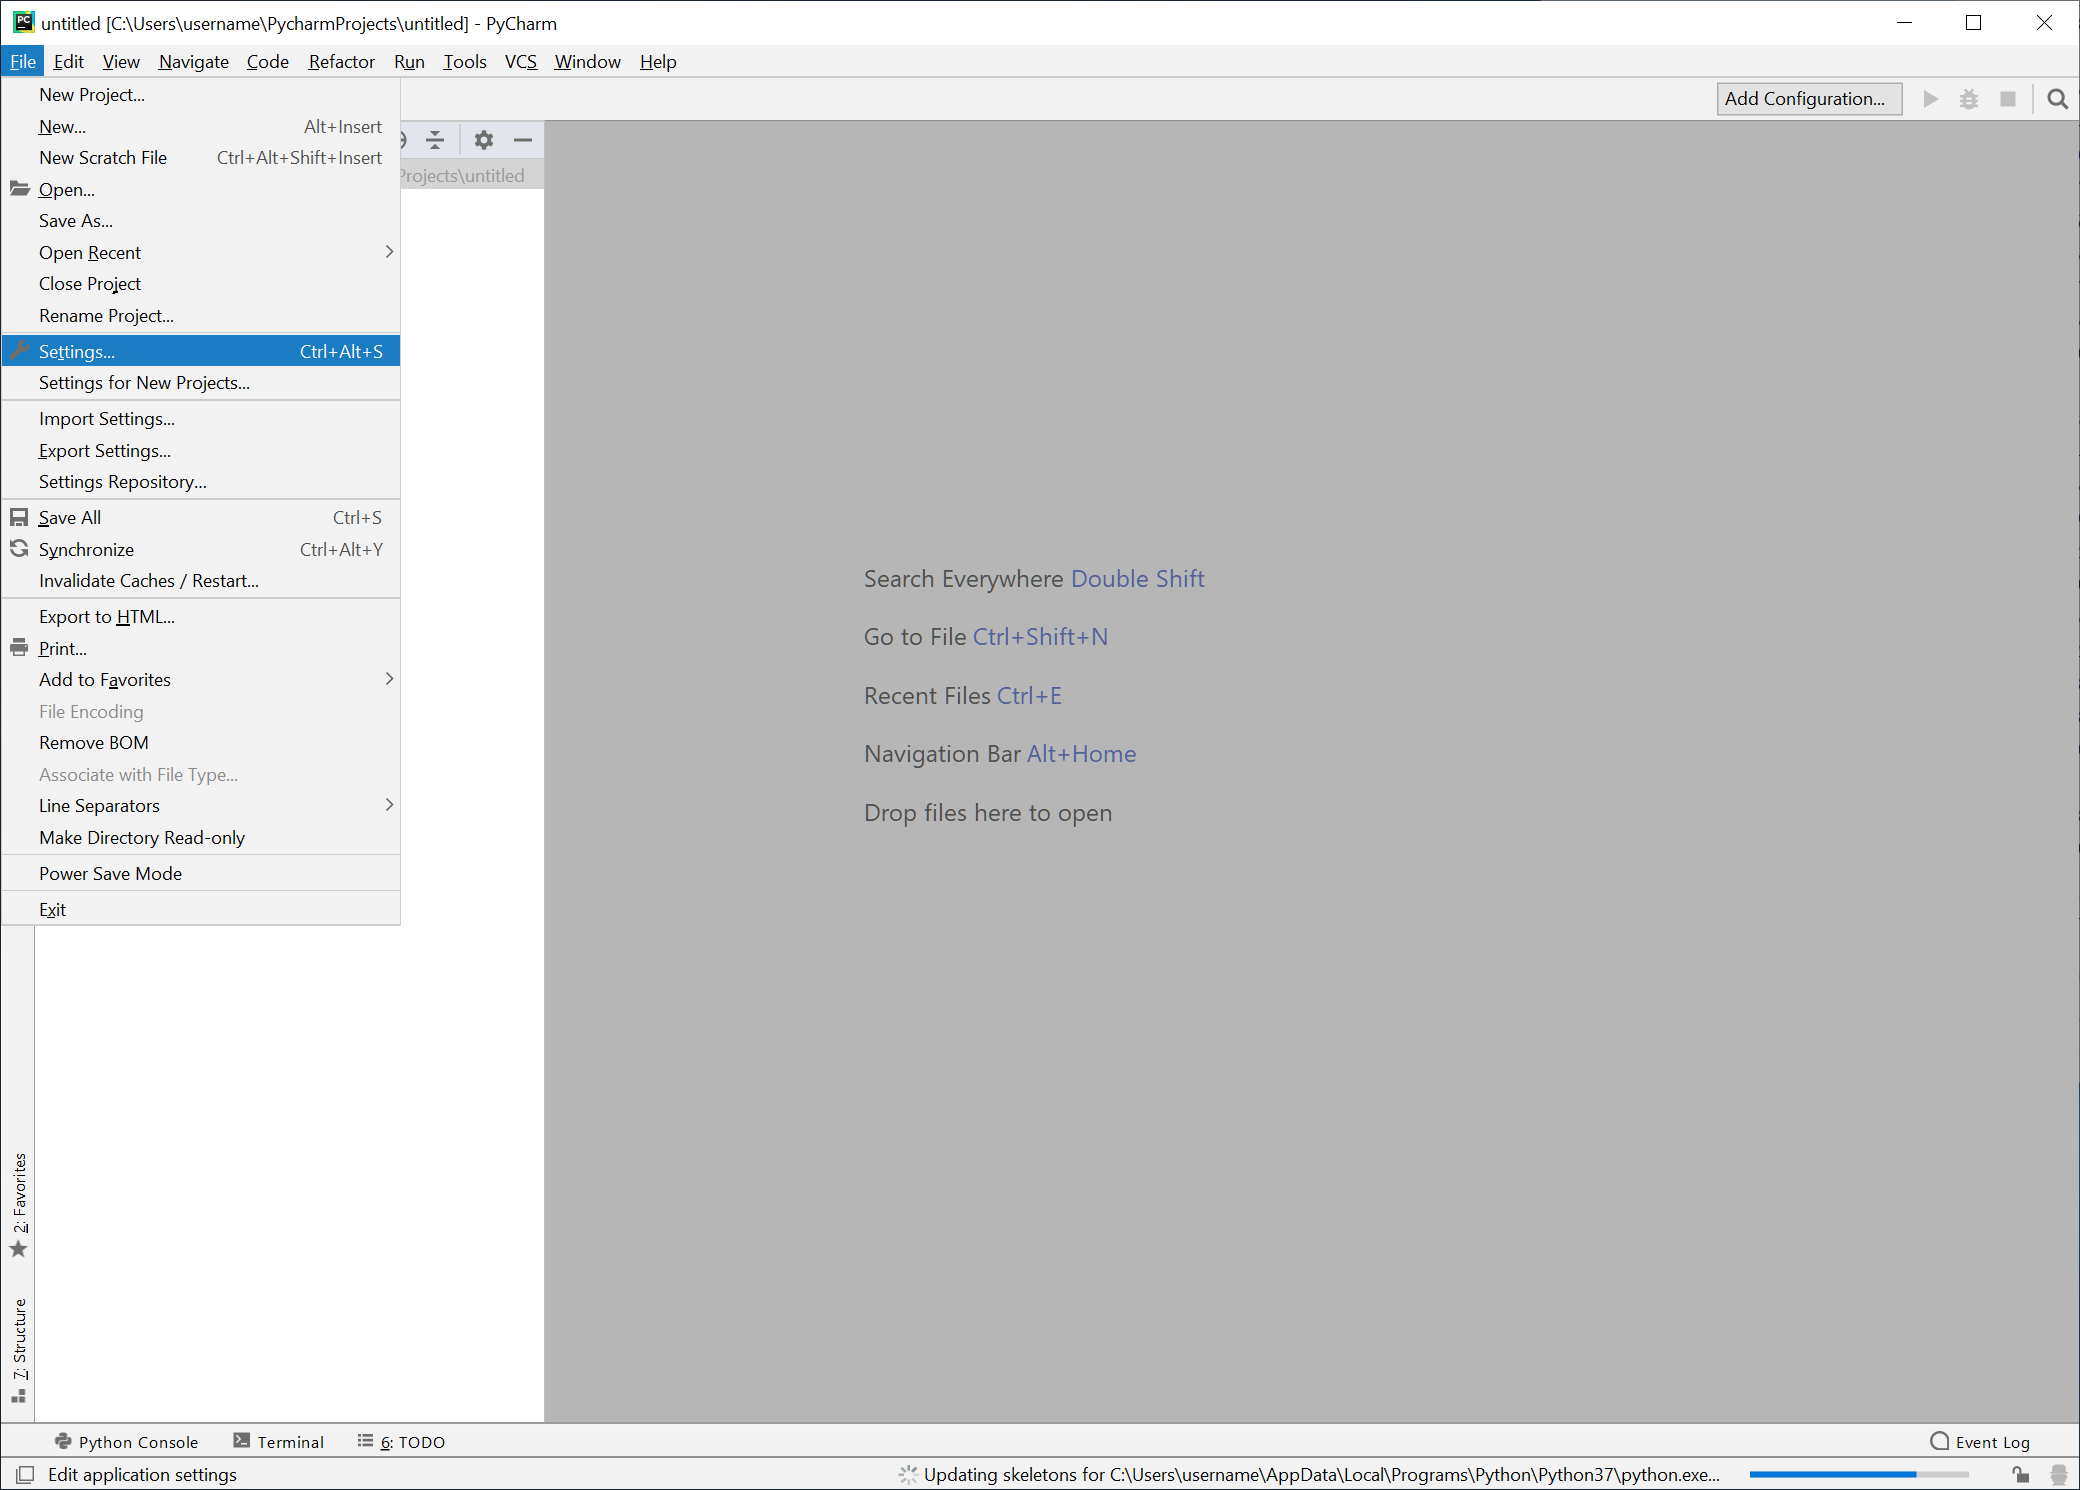 untitled [C:\Users\username\PycharmProjects\untitled] - PyCharm
File Edit View Navigate Code Refactor Run Tools VCS Window Help
Add Configuration...
New Project...
New... Alt+Insert
New Scratch File Ctrl+Alt+Shift+Insert
Projects\untitled
Open...
Save As...
Open Recent
Close Project
Rename Project...
Settings... Ctrl+Alt+S
Settings for New Projects...
Import Settings...
Export Settings...
Settings Repository...
Save All Ctrl+S
Synchronize Ctrl+Alt+Y
Invalidate Caches / Restart...
Export to HTML...
Print...
Add to Favorites
File Encoding
Remove BOM
Associate with File Type...
Line Separators
Make Directory Read-only
Power Save Mode
Exit
Search Everywhere Double Shift
Go to File Ctrl+Shift+N
Recent Files Ctrl+E
Navigation Bar Alt+Home
Drop files here to open
2: Favorites
7: Structure
Python Console Terminal 6: TODO Event Log
Edit application settings Updating skeletons for C:\Users\username\AppData\Local\Programs\Python\Python37\python.exe...